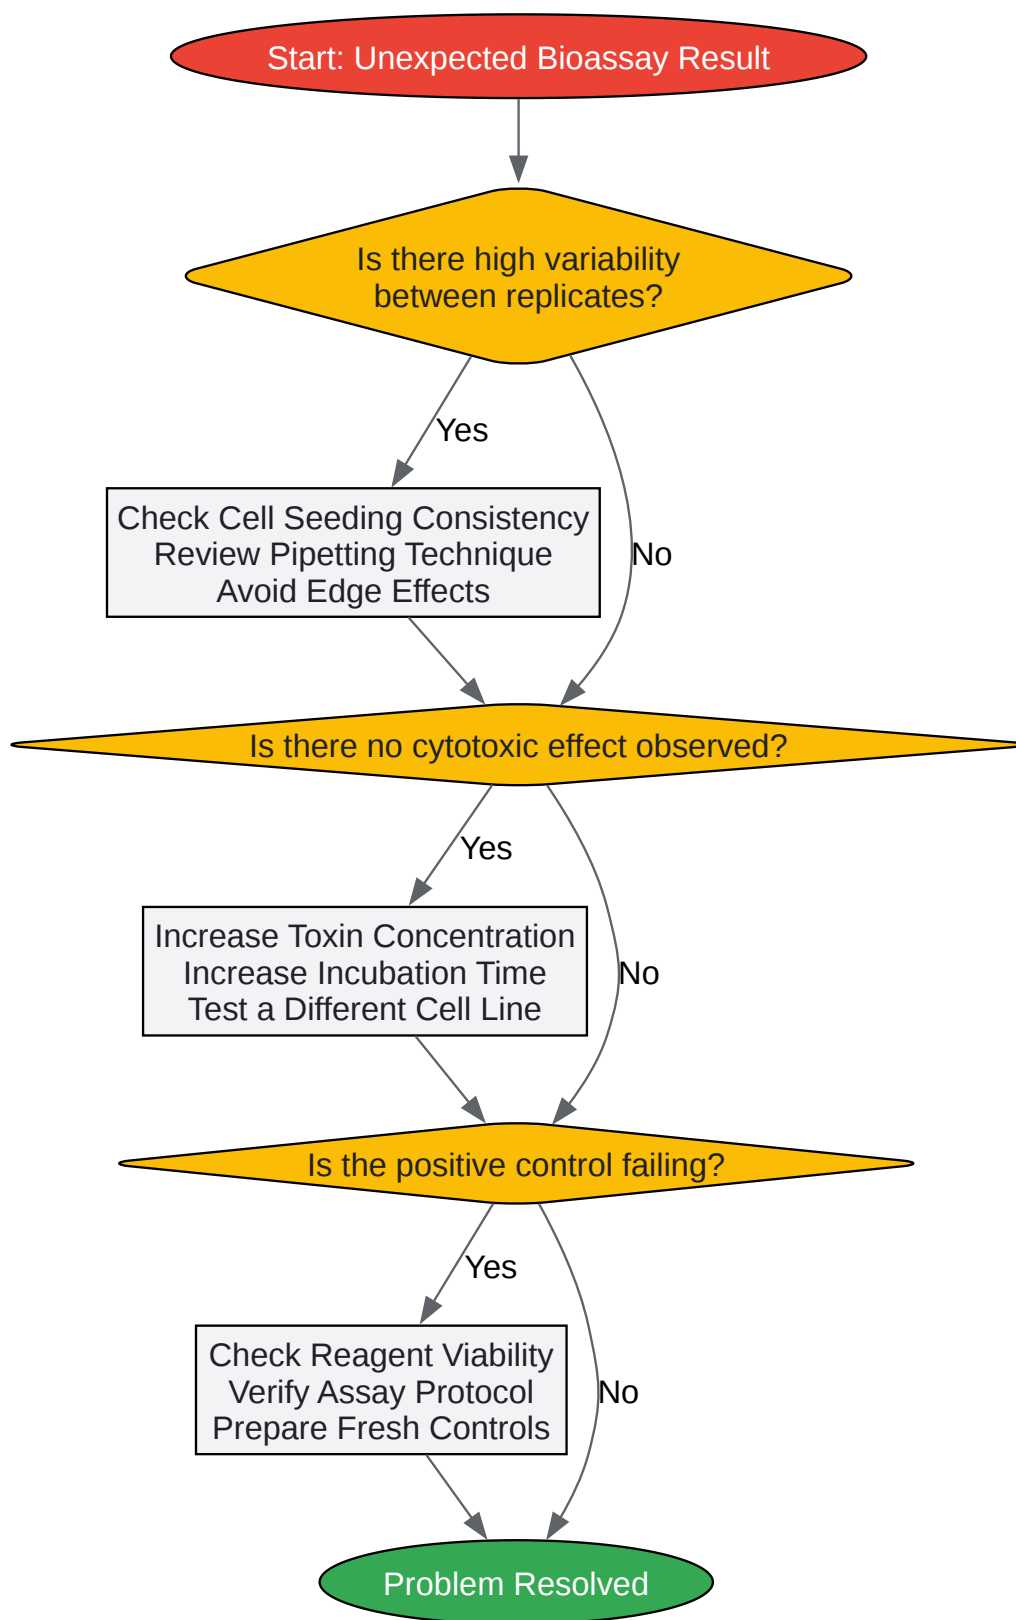 Start: Unexpected Bioassay Result
Is there high variability
between replicates?
Yes
Check Cell Seeding Consistency
Review Pipetting Technique
Avoid Edge Effects
No
Is there no cytotoxic effect observed?
Yes
Increase Toxin Concentration
Increase Incubation Time
Test a Different Cell Line
No
Is the positive control failing?
Yes
Check Reagent Viability
Verify Assay Protocol
Prepare Fresh Controls
No
Problem Resolved